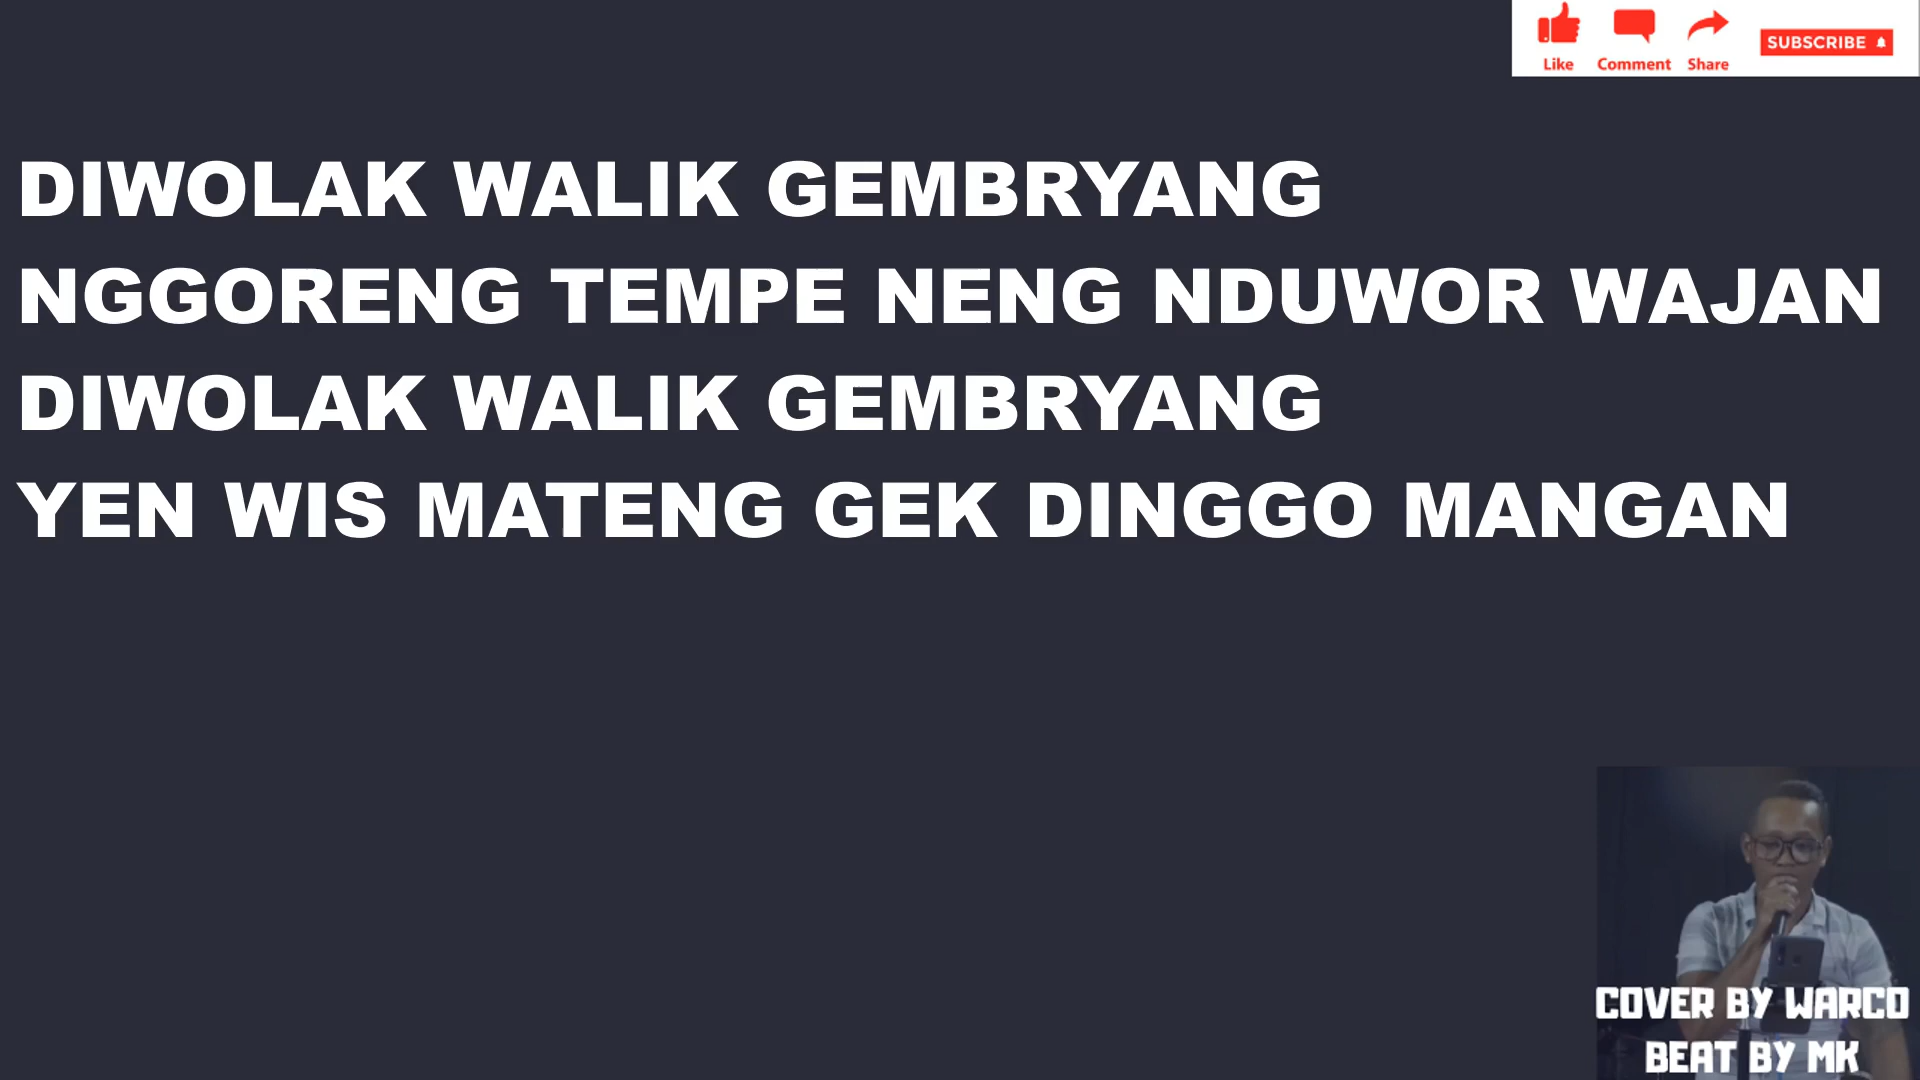 Like Comment Share SUBSCRIBE
DIWOLAK WALIK GEMBRYANG
NGGORENG TEMPE NENG NDUWOR WAJAN
DIWOLAK WALIK GEMBRYANG
YEN WIS MATENG GEK DINGGO MANGAN
COVER BY WARCO
BEAT BY MK